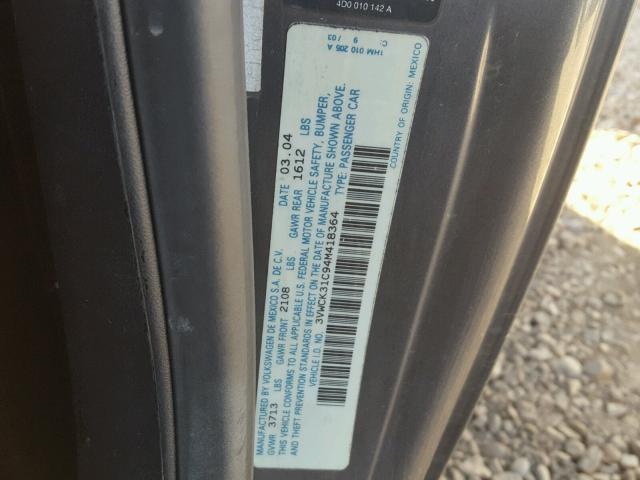 4D0 010 142 A
1HM 010 205 A
C. 9 / 03
MANUFACTURED BY VOLKSWAGEN DE MEXICO S.A. DE C.V. DATE 03.04
GVWR 3713 LBS GAWR FRONT 2108 LBS GAWR REAR 1612 LBS
THIS VEHICLE CONFORMS TO ALL APPLICABLE U.S. FEDERAL MOTOR VEHICLE SAFETY, BUMPER,
AND THEFT PREVENTION STANDARDS IN EFFECT ON THE DATE OF MANUFACTURE SHOWN ABOVE.
VEHICLE I.D. NO. 3VWCK31C94M418364 TYPE: PASSENGER CAR
COUNTRY OF ORIGIN: MEXICO